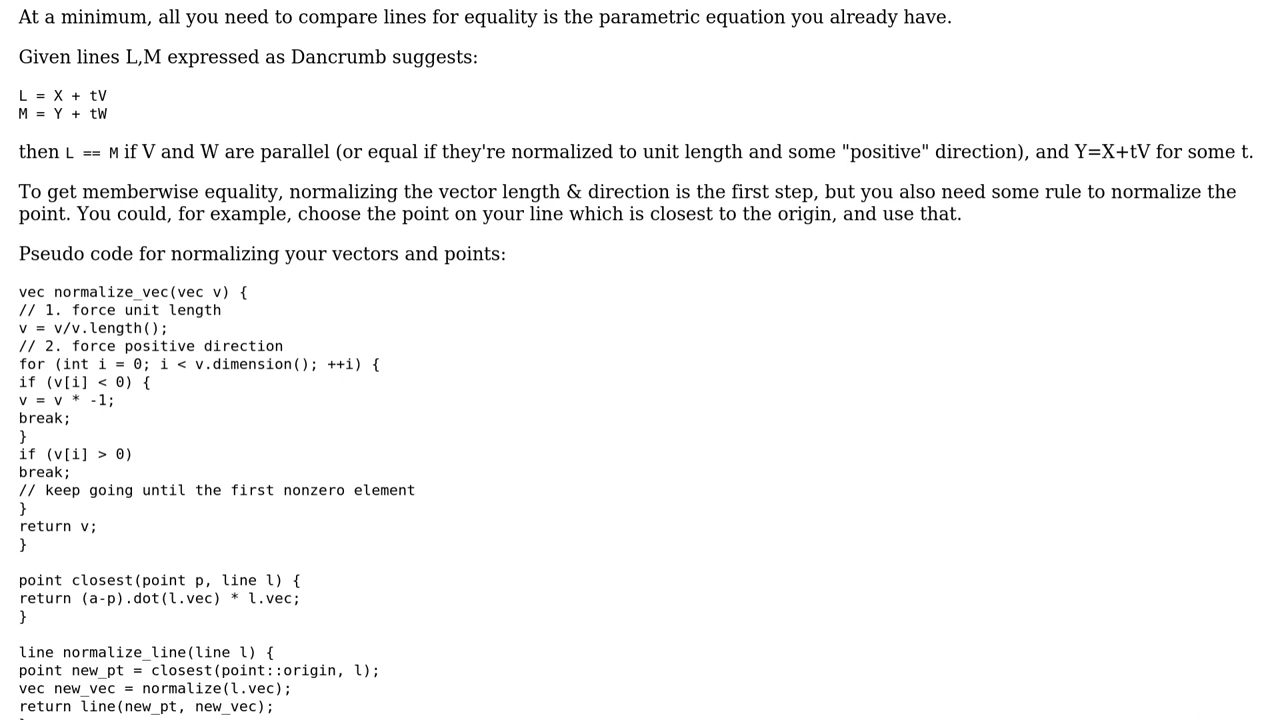 At a minimum, all you need to compare lines for equality is the parametric equation you already have.
Given lines L,M expressed as Dancrumb suggests:
L = X + tV
M = Y + tW
then L == M if V and W are parallel (or equal if they're normalized to unit length and some "positive" direction), and Y=X+tV for some t.
To get memberwise equality, normalizing the vector length & direction is the first step, but you also need some rule to normalize the
point. You could, for example, choose the point on your line which is closest to the origin, and use that.
Pseudo code for normalizing your vectors and points:
vec normalize_vec(vec v) {
// 1. force unit length
v = v/v.length();
// 2. force positive direction
for (int i = 0; i < v.dimension(); ++i) {
if (v[i] < 0) {
v = v * -1;
break;
}
if (v[i] > 0)
break;
// keep going until the first nonzero element
}
return v;
}
point closest(point p, line l) {
return (a-p).dot(l.vec) * l.vec;
}
line normalize_line(line l) {
point new_pt = closest(point::origin, l);
vec new_vec = normalize(l.vec);
return line(new_pt, new_vec);